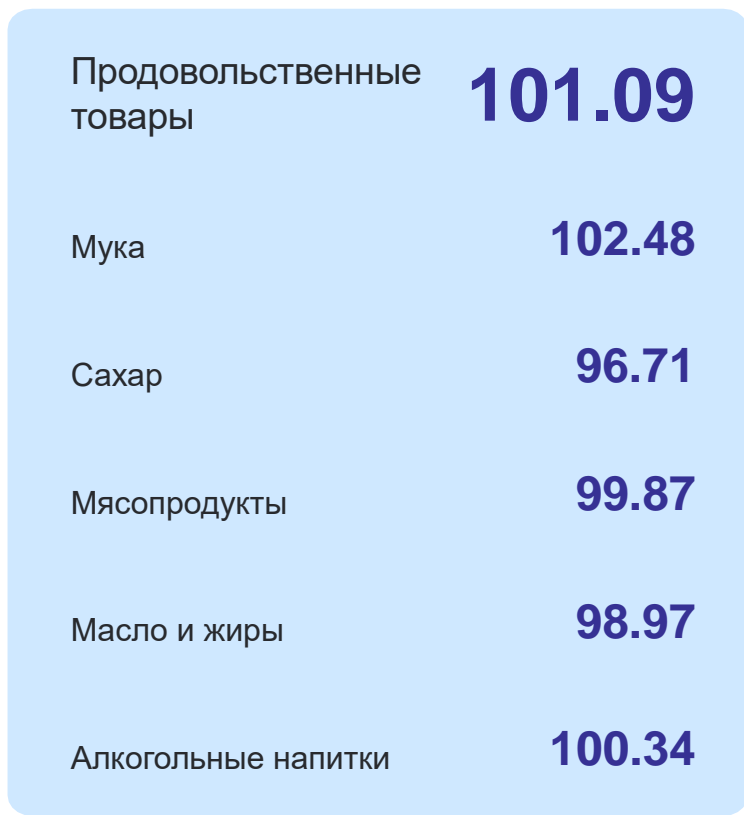 Продовольственные
товары 101.09
Мука 102.48
Сахар 96.71
Мясопродукты 99.87
Масло и жиры 98.97
Алкогольные напитки 100.34